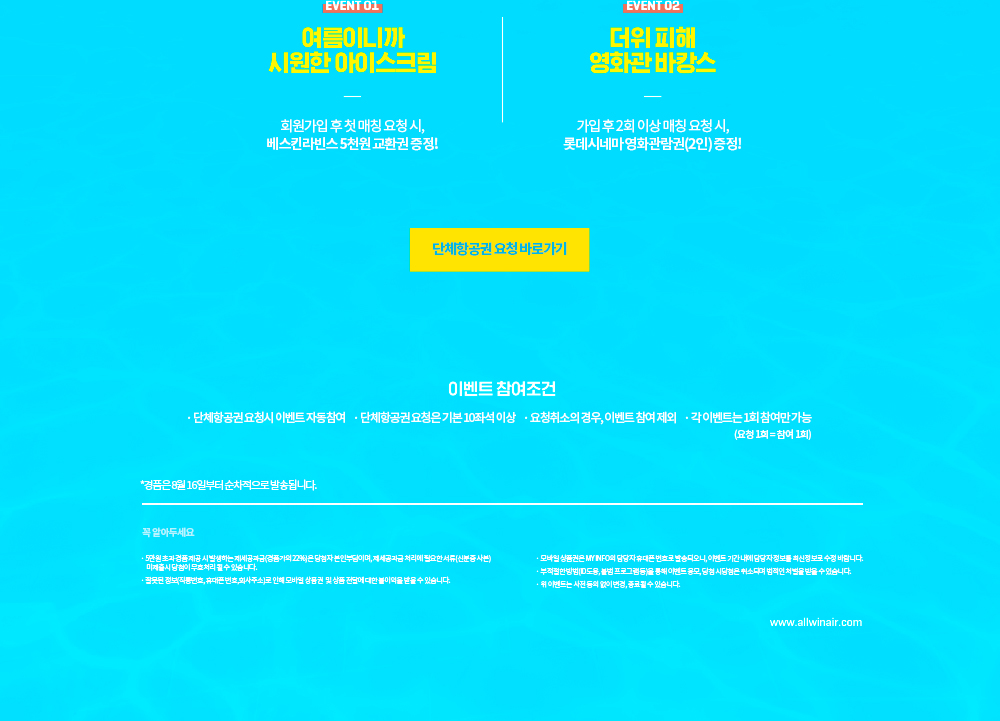 EVENT 01
여름이니까
시원한 아이스크림
회원가입 후 첫 매칭 요청 시,
베스킨라빈스 5천원 교환권 증정!
EVENT 02
더위 피해
영화관 바캉스
가입 후 2회 이상 매칭 요청 시,
롯데시네마 영화관람권(2인) 증정!
단체항공권 요청 바로가기
이벤트 참여조건
· 단체항공권 요청시 이벤트 자동참여 · 단체항공권 요청은 기본 10좌석 이상 · 요청취소의 경우, 이벤트 참여 제외 · 각 이벤트는 1회 참여만 가능
(요청 1회 = 참여 1회)
*경품은 8월 16일부터 순차적으로 발송됩니다.
꼭 알아두세요
· 5만원 초과 경품 제공 시 발생하는 제세공과금(경품가의 22%)은 당첨자 본인 부담이며, 제세공과금 처리에 필요한 서류(신분증 사본)
미제출시 당첨이 무효처리 될 수 있습니다.
· 잘못된 정보(직통번호, 휴대폰 번호, 회사주소)로 인해 모바일 상품권 및 상품 전달에 대한 불이익을 받을 수 있습니다.
· 모바일 상품권은 MY INFO의 담당자 휴대폰 번호로 발송되오니, 이벤트 기간 내에 담당자 정보를 최신정보로 수정 바랍니다.
· 부적절한 방법(ID도용, 불법 프로그램 등)을 통해 이벤트 응모, 당첨 시 당첨은 취소되며 법적인 처벌을 받을 수 있습니다.
· 위 이벤트는 사전 동의 없이 변경, 종료될 수 있습니다.
www.allwinair.com